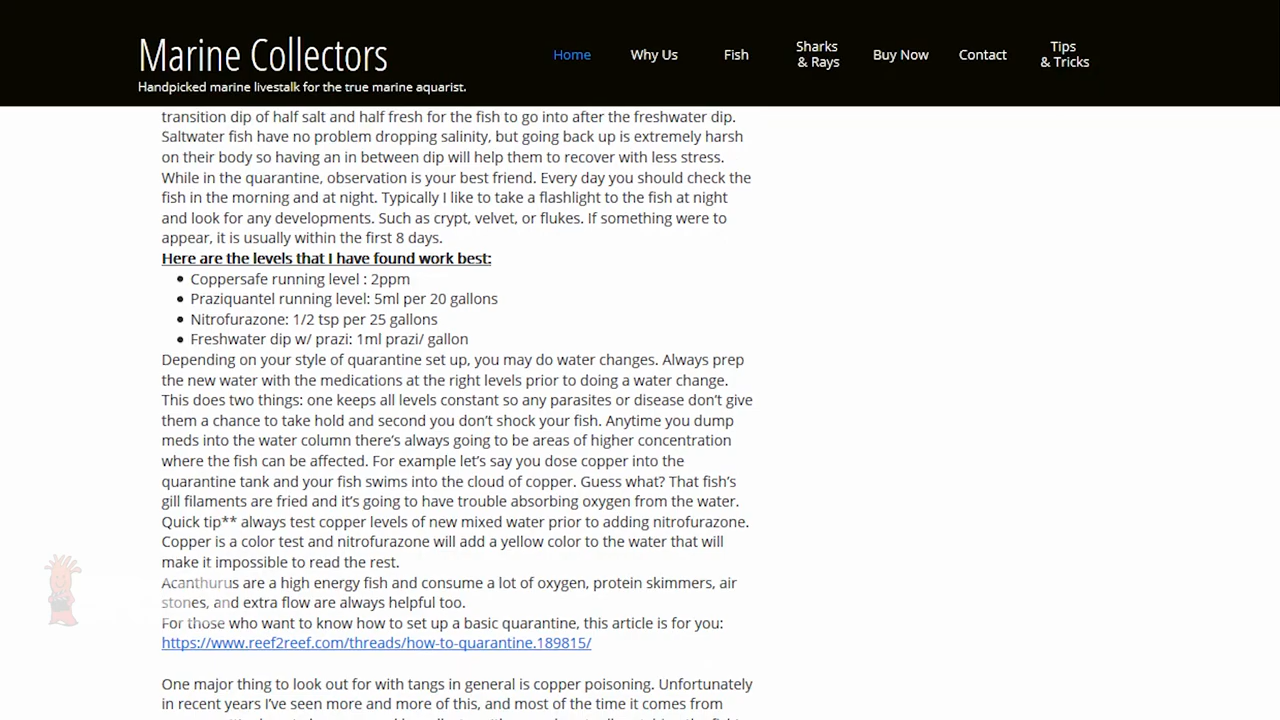 Marine Collectors
Handpicked marine livestalk for the true marine aquarist.
Home
Why Us
Fish
Sharks
& Rays
Buy Now
Contact
Tips
& Tricks
transition dip of half salt and half fresh for the fish to go into after the freshwater dip.
Saltwater fish have no problem dropping salinity, but going back up is extremely harsh
on their body so having an in between dip will help them to recover with less stress.
While in the quarantine, observation is your best friend. Every day you should check the
fish in the morning and at night. Typically I like to take a flashlight to the fish at night
and look for any developments. Such as crypt, velvet, or flukes. If something were to
appear, it is usually within the first 8 days.
Here are the levels that I have found work best:
• Coppersafe running level : 2ppm
• Praziquantel running level: 5ml per 20 gallons
• Nitrofurazone: 1/2 tsp per 25 gallons
• Freshwater dip w/ prazi: 1ml prazi/ gallon
Depending on your style of quarantine set up, you may do water changes. Always prep
the new water with the medications at the right levels prior to doing a water change.
This does two things: one keeps all levels constant so any parasites or disease don’t give
them a chance to take hold and second you don’t shock your fish. Anytime you dump
meds into the water column there’s always going to be areas of higher concentration
where the fish can be affected. For example let’s say you dose copper into the
quarantine tank and your fish swims into the cloud of copper. Guess what? That fish’s
gill filaments are fried and it’s going to have trouble absorbing oxygen from the water.
Quick tip** always test copper levels of new mixed water prior to adding nitrofurazone.
Copper is a color test and nitrofurazone will add a yellow color to the water that will
make it impossible to read the rest.
Acanthurus are a high energy fish and consume a lot of oxygen, protein skimmers, air
stones, and extra flow are always helpful too.
For those who want to know how to set up a basic quarantine, this article is for you:
https://www.reef2reef.com/threads/how-to-quarantine.189815/
One major thing to look out for with tangs in general is copper poisoning. Unfortunately
in recent years I’ve seen more and more of this, and most of the time it comes from